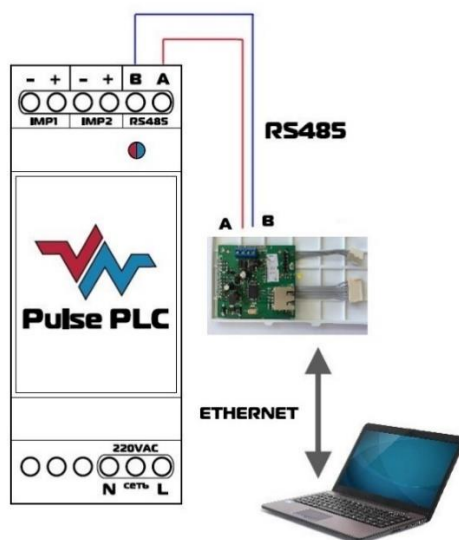 - + - + B A
IMP1 IMP2 RS485
RS485
A B
Pulse PLC
ETHERNET
220VAC
N сеть L